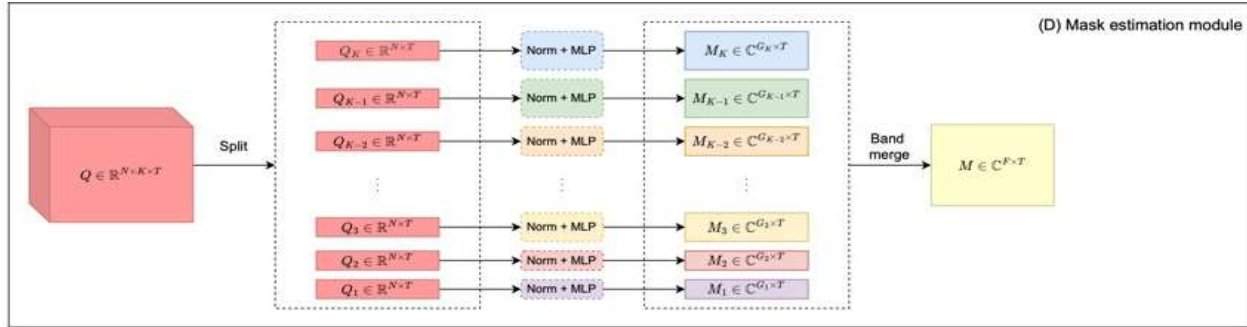 (D) Mask estimation module
Q ∈ ℝ^{N×K×T}
Split
Q_K ∈ ℝ^{N×T}
Norm + MLP
M_K ∈ ℂ^{G_K×T}
Q_{K−1} ∈ ℝ^{N×T}
Norm + MLP
M_{K−1} ∈ ℂ^{G_{K−1}×T}
Q_{K−2} ∈ ℝ^{N×T}
Norm + MLP
M_{K−2} ∈ ℂ^{G_{K−2}×T}
⋮
⋮
⋮
Q_3 ∈ ℝ^{N×T}
Norm + MLP
M_3 ∈ ℂ^{G_3×T}
Q_2 ∈ ℝ^{N×T}
Norm + MLP
M_2 ∈ ℂ^{G_2×T}
Q_1 ∈ ℝ^{N×T}
Norm + MLP
M_1 ∈ ℂ^{G_1×T}
Band
merge
M ∈ ℂ^{F×T}